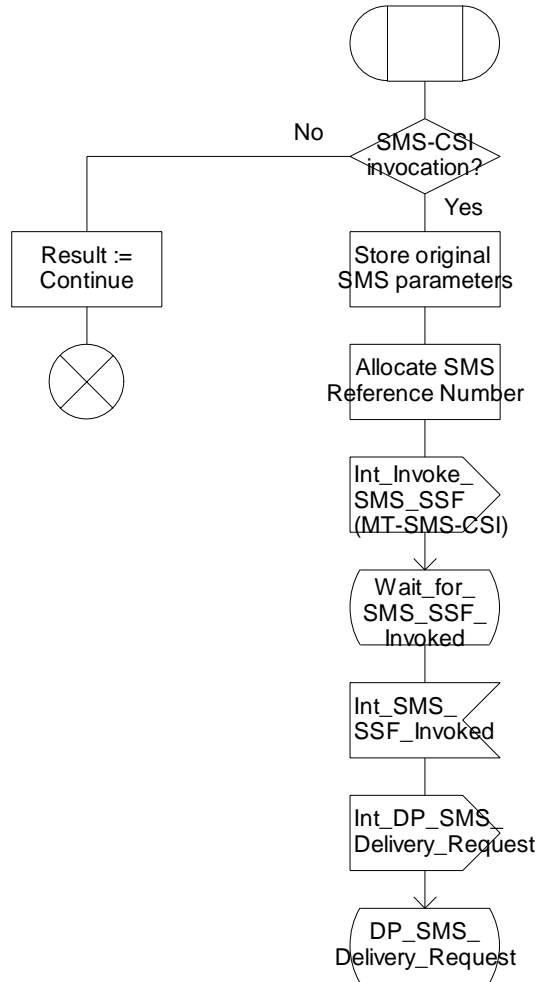 SMS-CSI
invocation?
No
Yes
Result :=
Continue
Store original
SMS parameters
Allocate SMS
Reference Number
Int_Invoke_
SMS_SSF
(MT-SMS-CSI)
Wait_for_
SMS_SSF_
Invoked
Int_SMS_
SSF_Invoked
Int_DP_SMS_
Delivery_Request
DP_SMS_
Delivery_Request